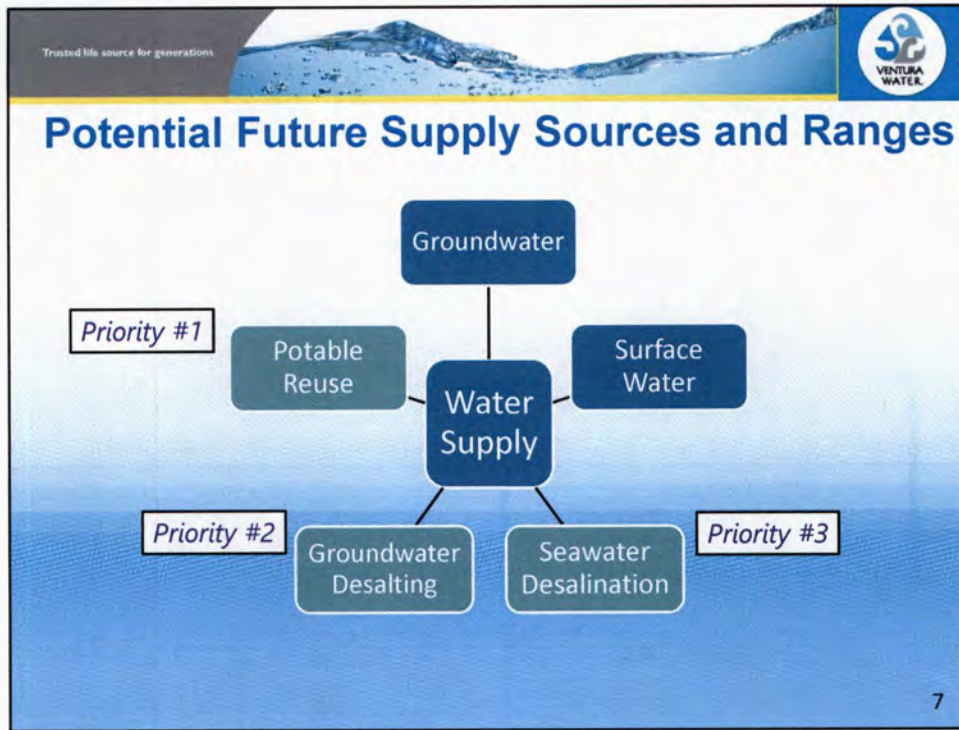 Trusted life source for generations
VENTURA
WATER
Potential Future Supply Sources and Ranges
Groundwater
Priority #1
Potable
Reuse
Surface
Water
Water
Supply
Priority #2
Groundwater
Desalting
Seawater
Desalination
Priority #3
7